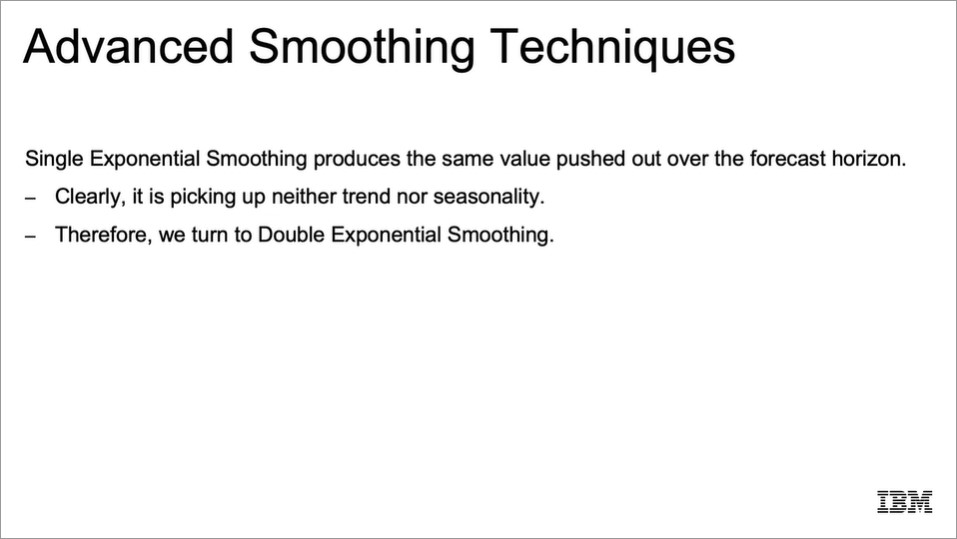 Advanced Smoothing Techniques
Single Exponential Smoothing produces the same value pushed out over the forecast horizon.
– Clearly, it is picking up neither trend nor seasonality.
– Therefore, we turn to Double Exponential Smoothing.
IBM